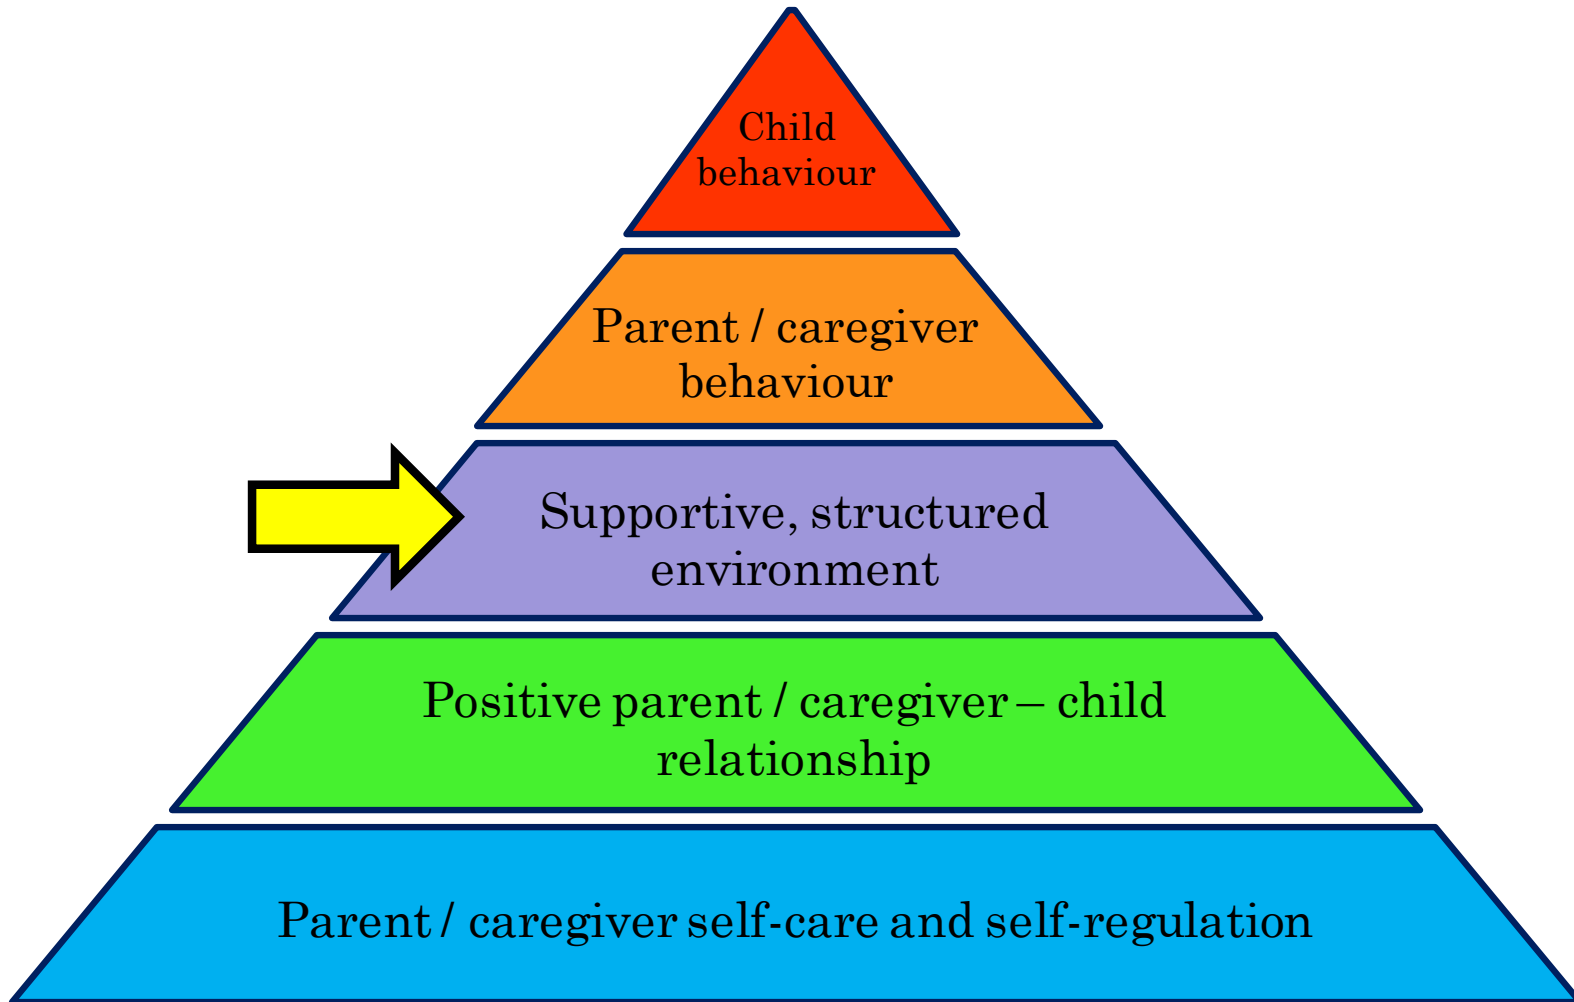 Child
behaviour
Parent / caregiver
behaviour
Supportive, structured
environment
Positive parent / caregiver – child
relationship
Parent / caregiver self-care and self-regulation